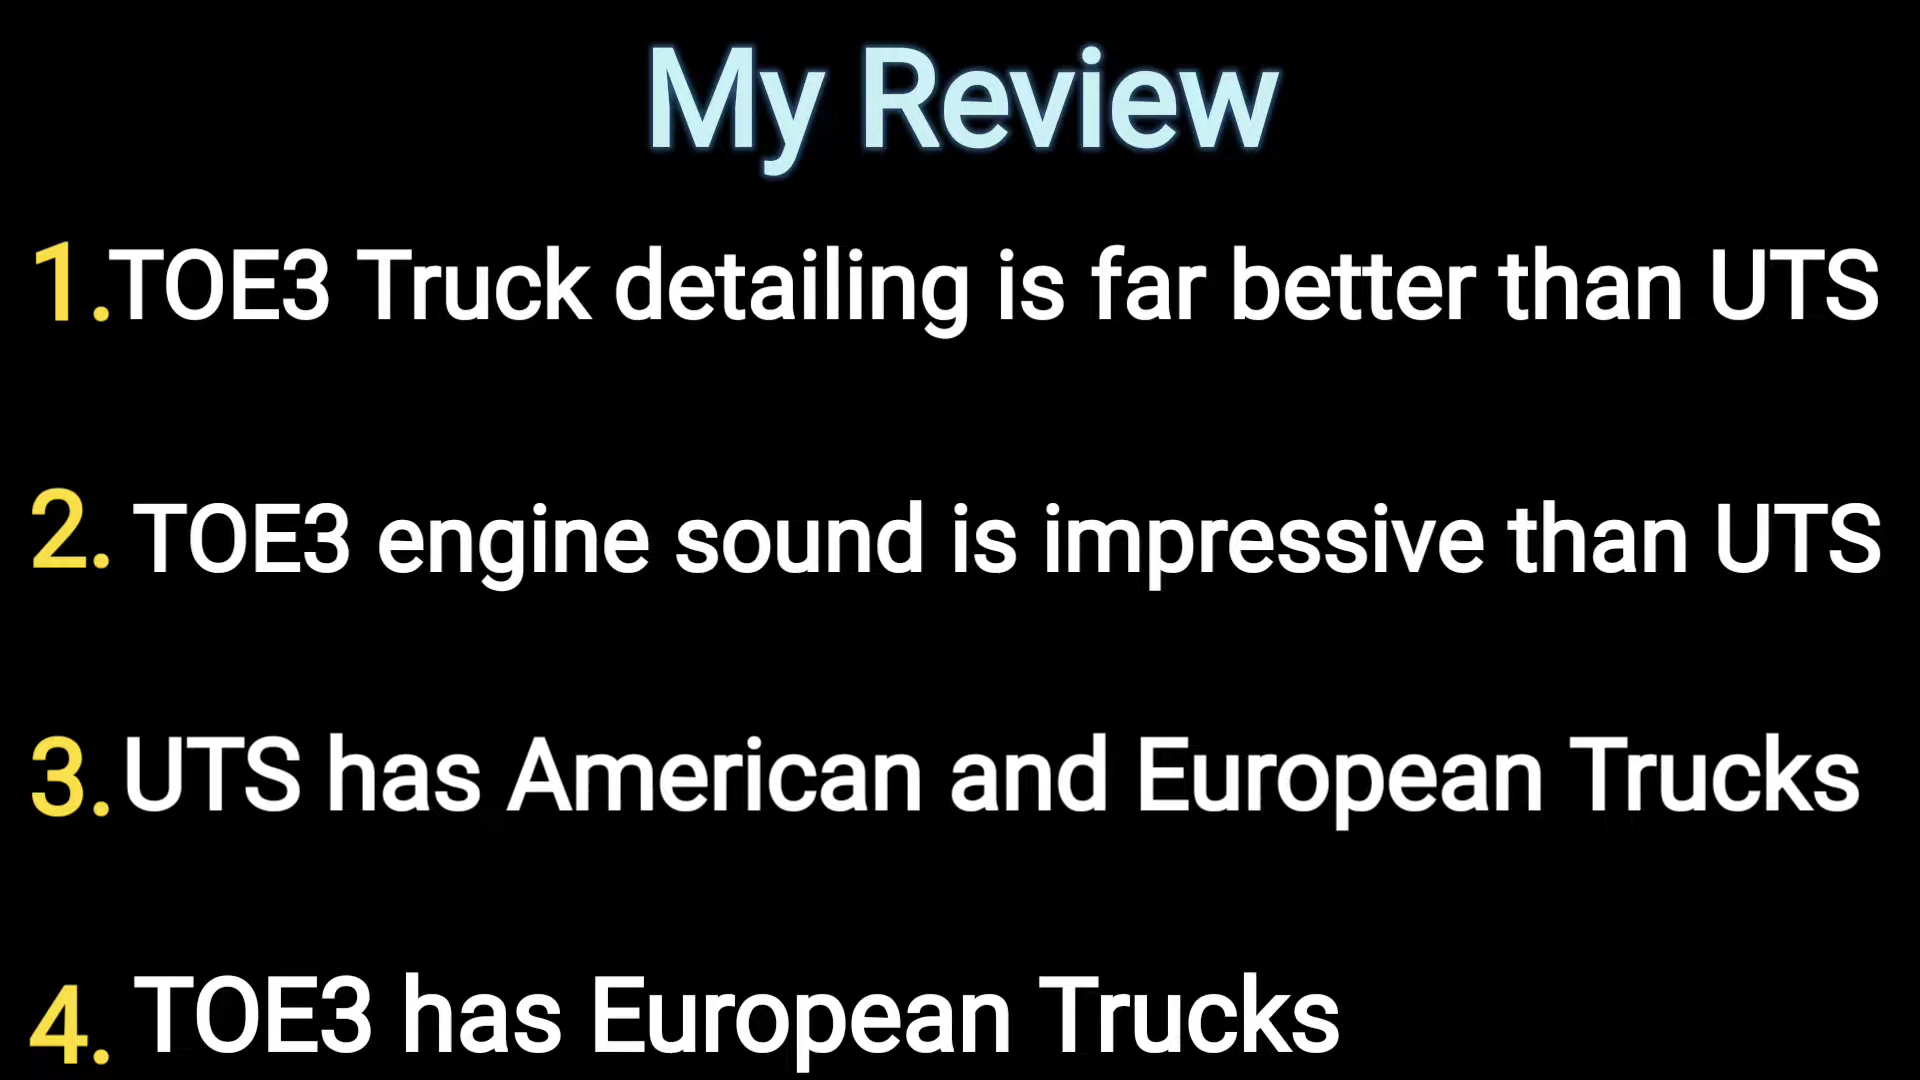 My Review
1.TOE3 Truck detailing is far better than UTS
2. TOE3 engine sound is impressive than UTS
3.UTS has American and European Trucks
4. TOE3 has European Trucks